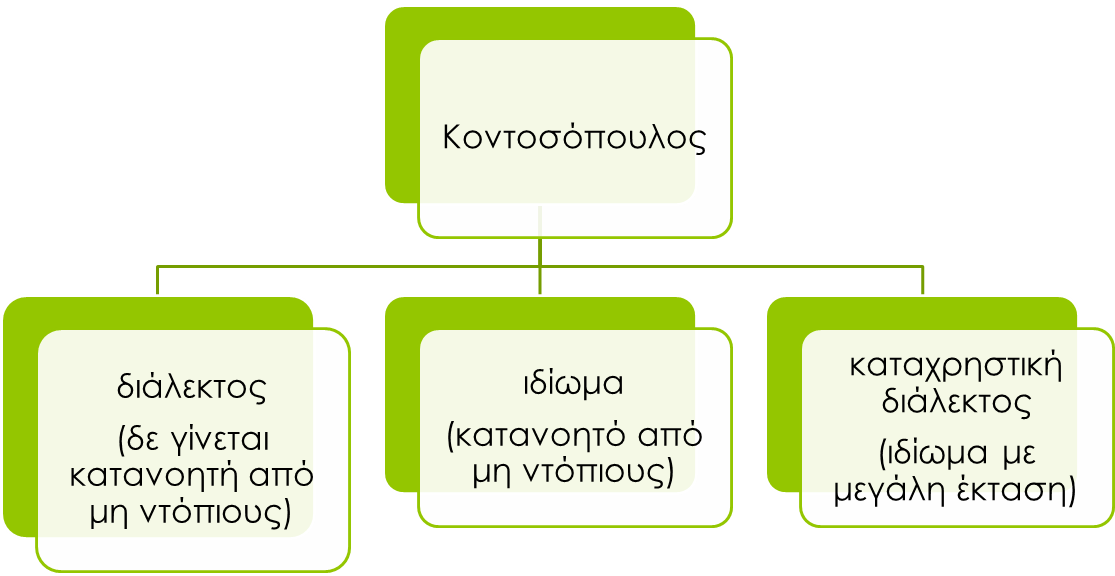 Κοντοσόπουλος
διάλεκτος
(δε γίνεται
κατανοητή από
μη ντόπιους)
ιδίωμα
(κατανοητό από
μη ντόπιους)
καταχρηστική
διάλεκτος
(ιδίωμα με
μεγάλη έκταση)